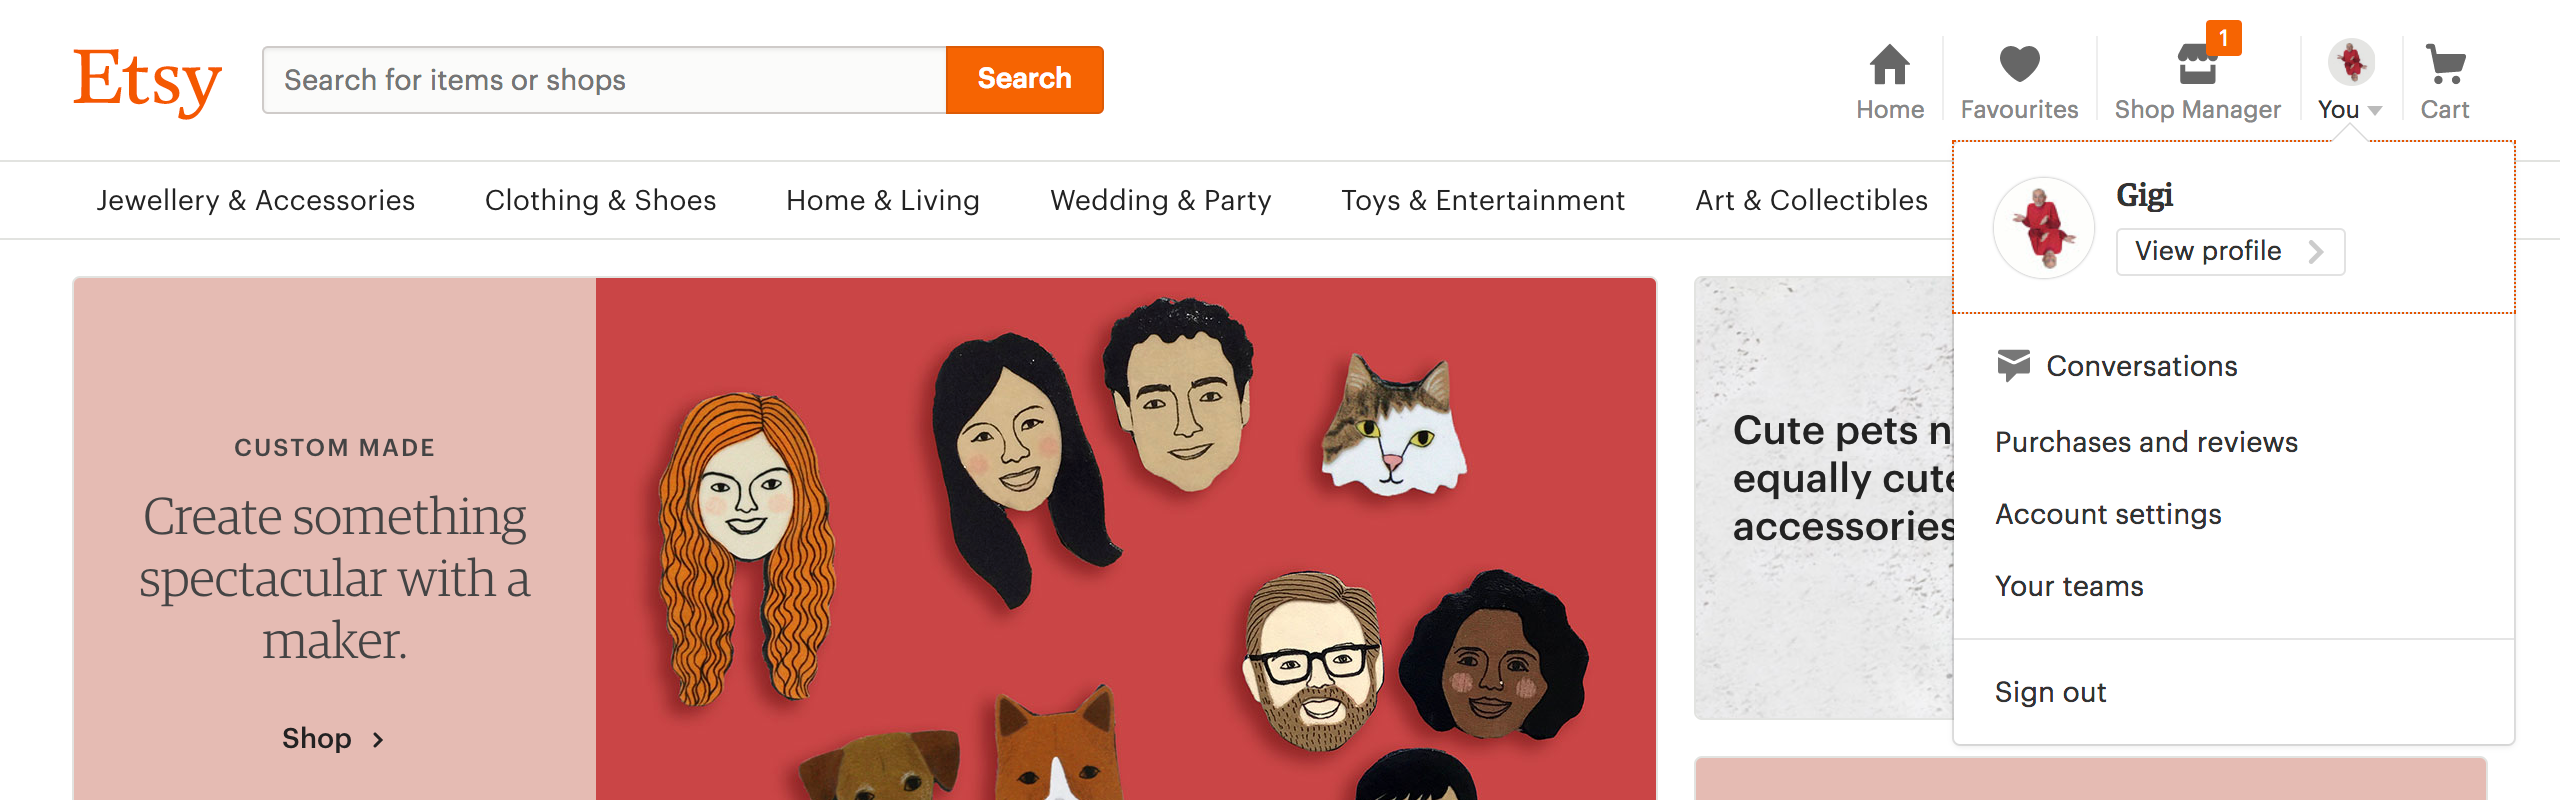 Etsy
Search for items or shops
Search
Home
Favourites
1
Shop Manager
You
Cart
Jewellery & Accessories
Clothing & Shoes
Home & Living
Wedding & Party
Toys & Entertainment
Art & Collectibles
Gigi
View profile
Conversations
Purchases and reviews
Account settings
Your teams
Sign out
CUSTOM MADE
Create something
spectacular with a
maker.
Shop
Cute pets n
equally cute
accessories